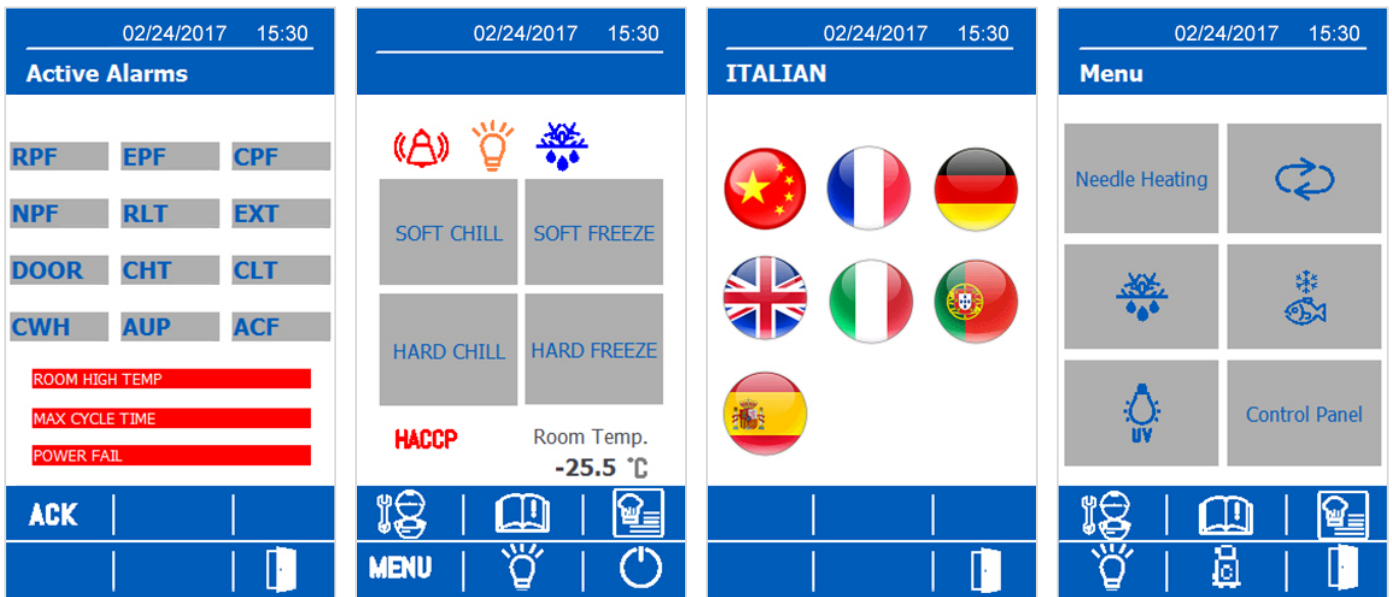 02/24/2017 15:30
Active Alarms
RPF EPF CPF
NPF RLT EXT
DOOR CHT CLT
CWH AUP ACF
ROOM HIGH TEMP
MAX CYCLE TIME
POWER FAIL
ACK
02/24/2017 15:30
SOFT CHILL SOFT FREEZE
HARD CHILL HARD FREEZE
HACCP Room Temp.
-25.5 °C
MENU
02/24/2017 15:30
ITALIAN
02/24/2017 15:30
Menu
Needle Heating
UV Control Panel
C